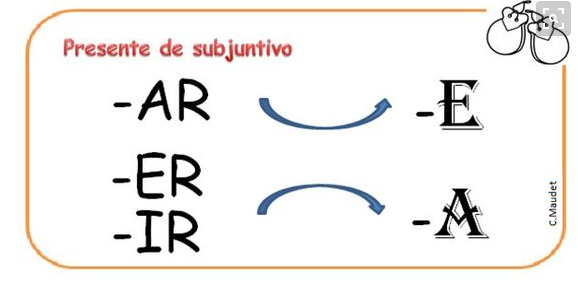 Presente de subjuntivo
-AR -E
-ER
-IR -A
C.Maudet